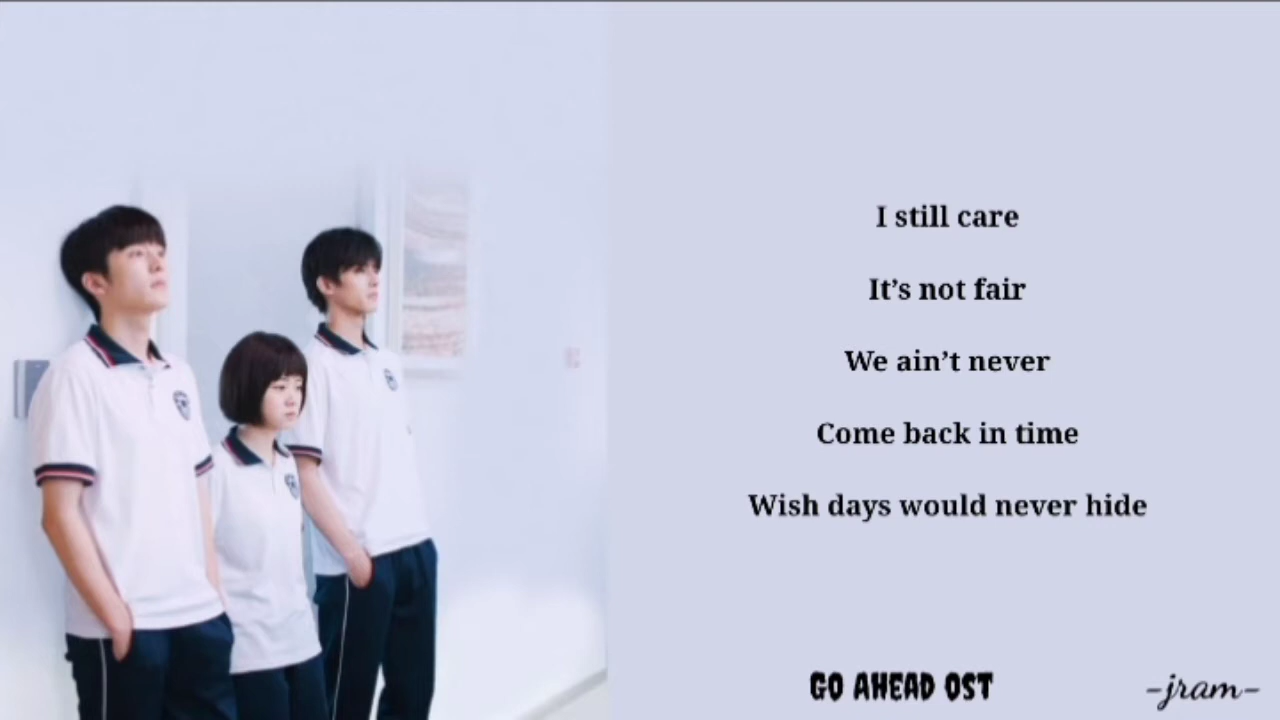 I still care
It’s not fair
We ain’t never
Come back in time
Wish days would never hide
GO AHEAD OST
-jram-